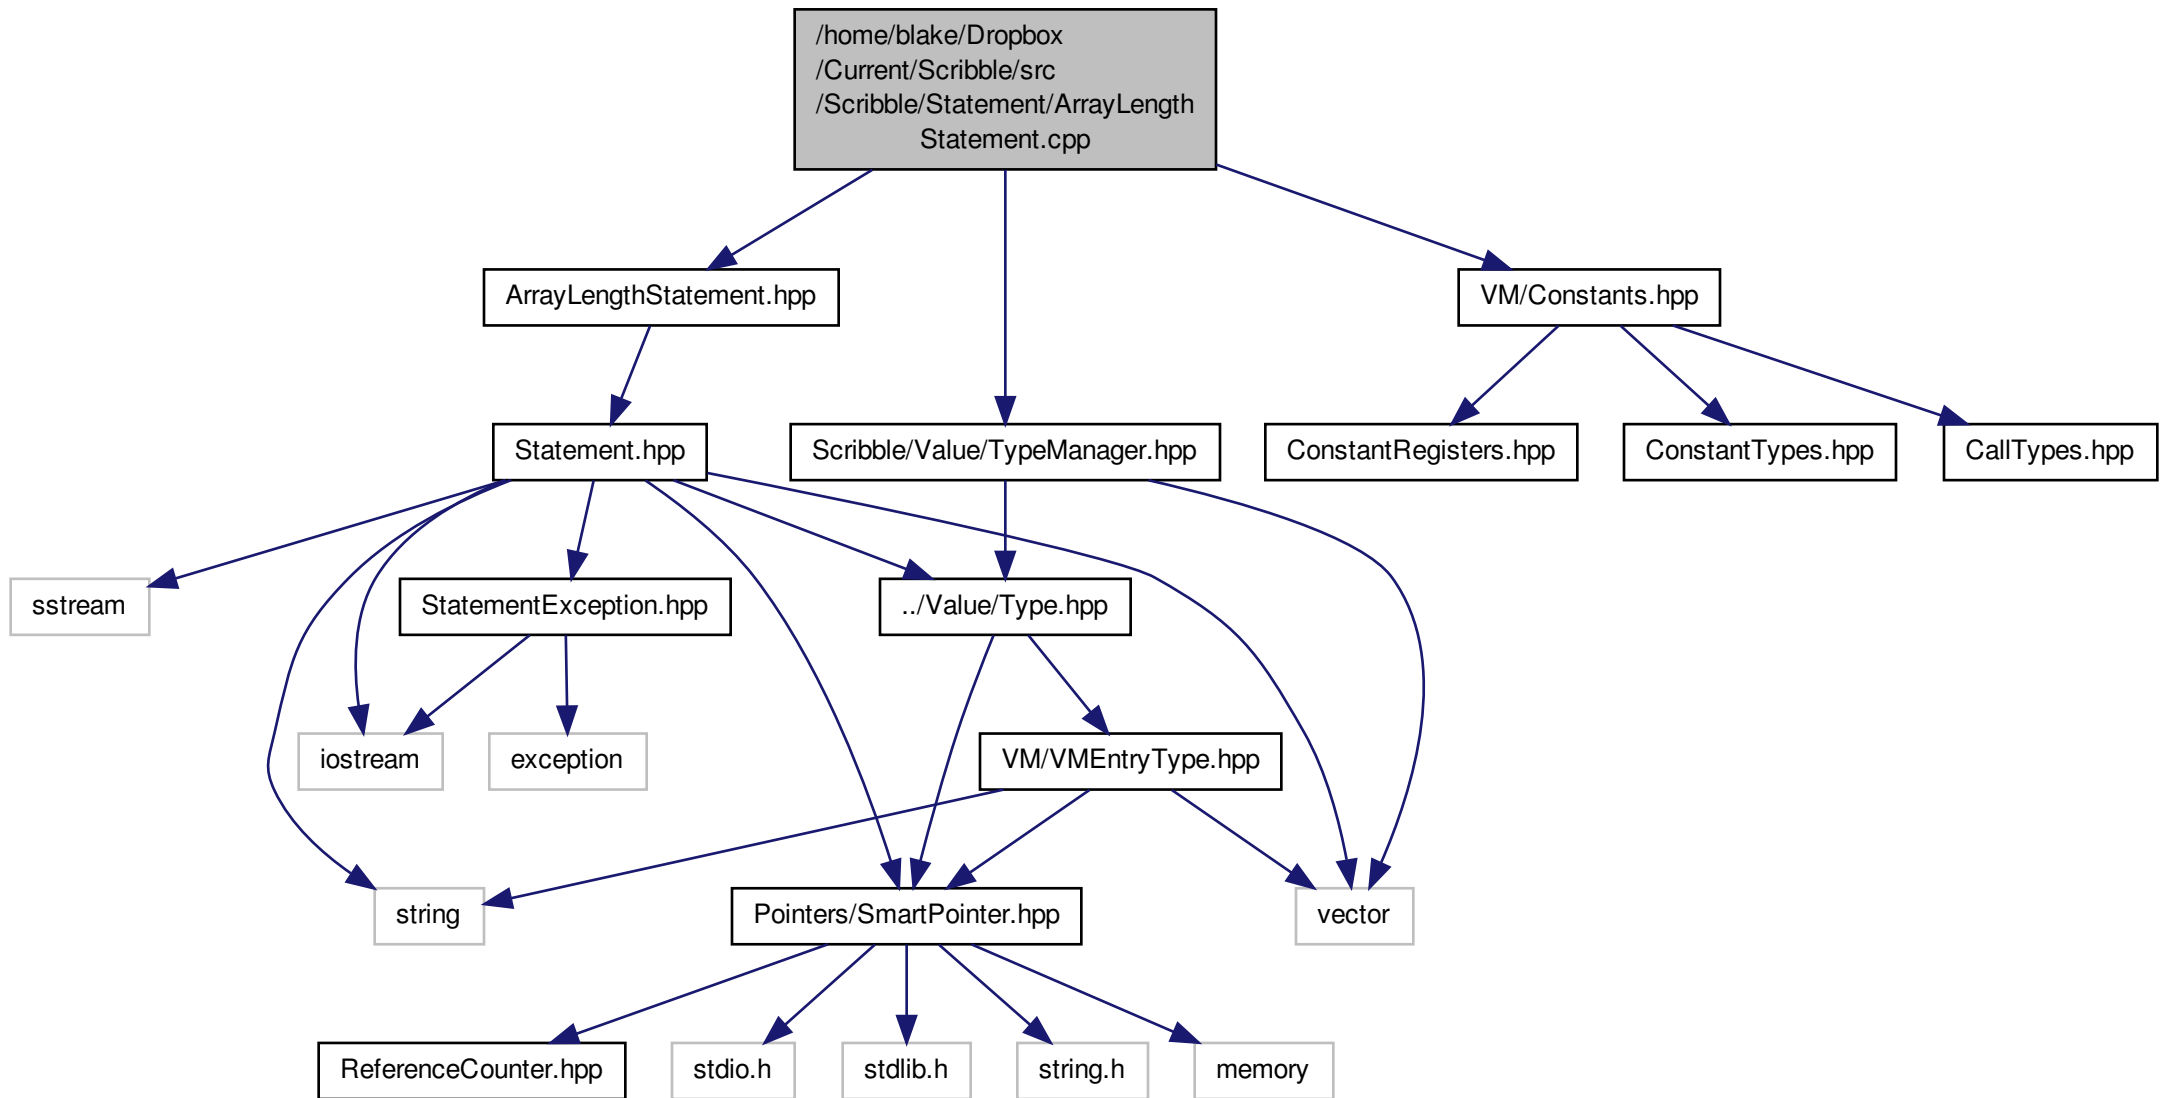 /home/blake/Dropbox
/Current/Scribble/src
/Scribble/Statement/ArrayLength
Statement.cpp
ArrayLengthStatement.hpp
VM/Constants.hpp
Statement.hpp
Scribble/Value/TypeManager.hpp
ConstantRegisters.hpp
ConstantTypes.hpp
CallTypes.hpp
sstream
StatementException.hpp
../Value/Type.hpp
iostream
exception
VM/VMEntryType.hpp
string
Pointers/SmartPointer.hpp
vector
ReferenceCounter.hpp
stdio.h
stdlib.h
string.h
memory